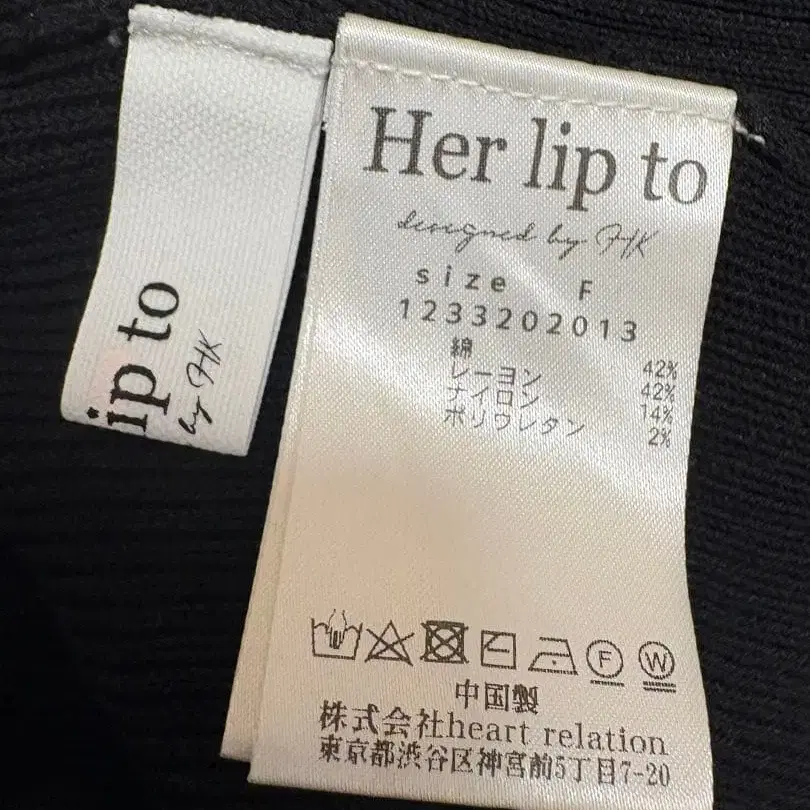 Her lip to
designed by HK
size F
1233202013
綿 42%
レーヨン 42%
ナイロン 14%
ポリウレタン 2%
F W
中国製
株式会社heart relation
東京都渋谷区神宮前5丁目7-20
ip to
by HK